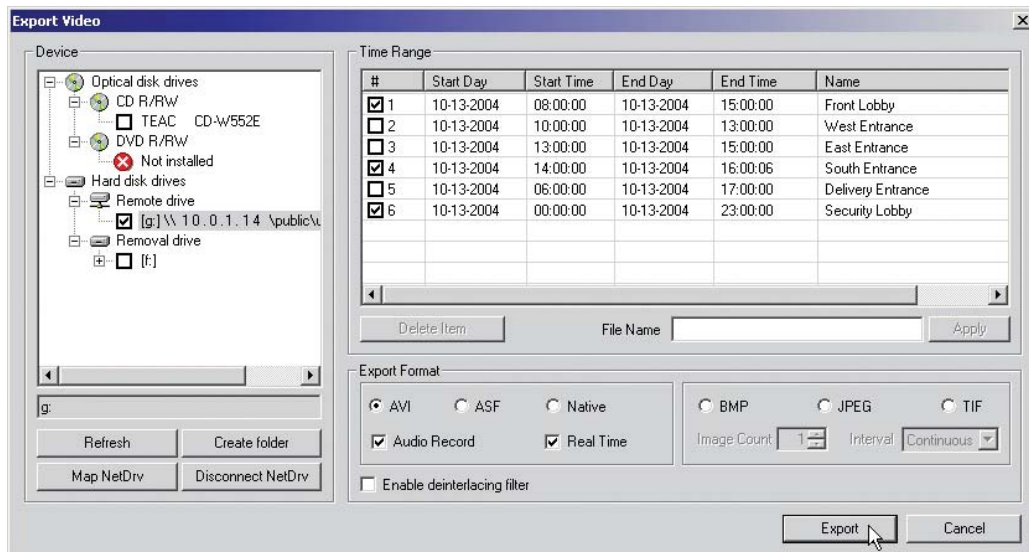 Export Video
Device
Optical disk drives
CD R/RW
TEAC CD-W552E
DVD R/RW
Not installed
Hard disk drives
Remote drive
[g:] \\ 10.0.1.14 \public\u
Removal drive
[f:]
g:
Refresh Create folder
Map NetDrv Disconnect NetDrv
Time Range
# Start Day Start Time End Day End Time Name
1 10-13-2004 08:00:00 10-13-2004 15:00:00 Front Lobby
2 10-13-2004 10:00:00 10-13-2004 13:00:00 West Entrance
3 10-13-2004 13:00:00 10-13-2004 15:00:00 East Entrance
4 10-13-2004 14:00:00 10-13-2004 16:00:06 South Entrance
5 10-13-2004 06:00:00 10-13-2004 17:00:00 Delivery Entrance
6 10-13-2004 00:00:00 10-13-2004 23:00:00 Security Lobby
Delete Item File Name Apply
Export Format
AVI ASF Native
Audio Record Real Time
BMP JPEG TIF
Image Count 1 Interval Continuous
Enable deinterlacing filter
Export Cancel